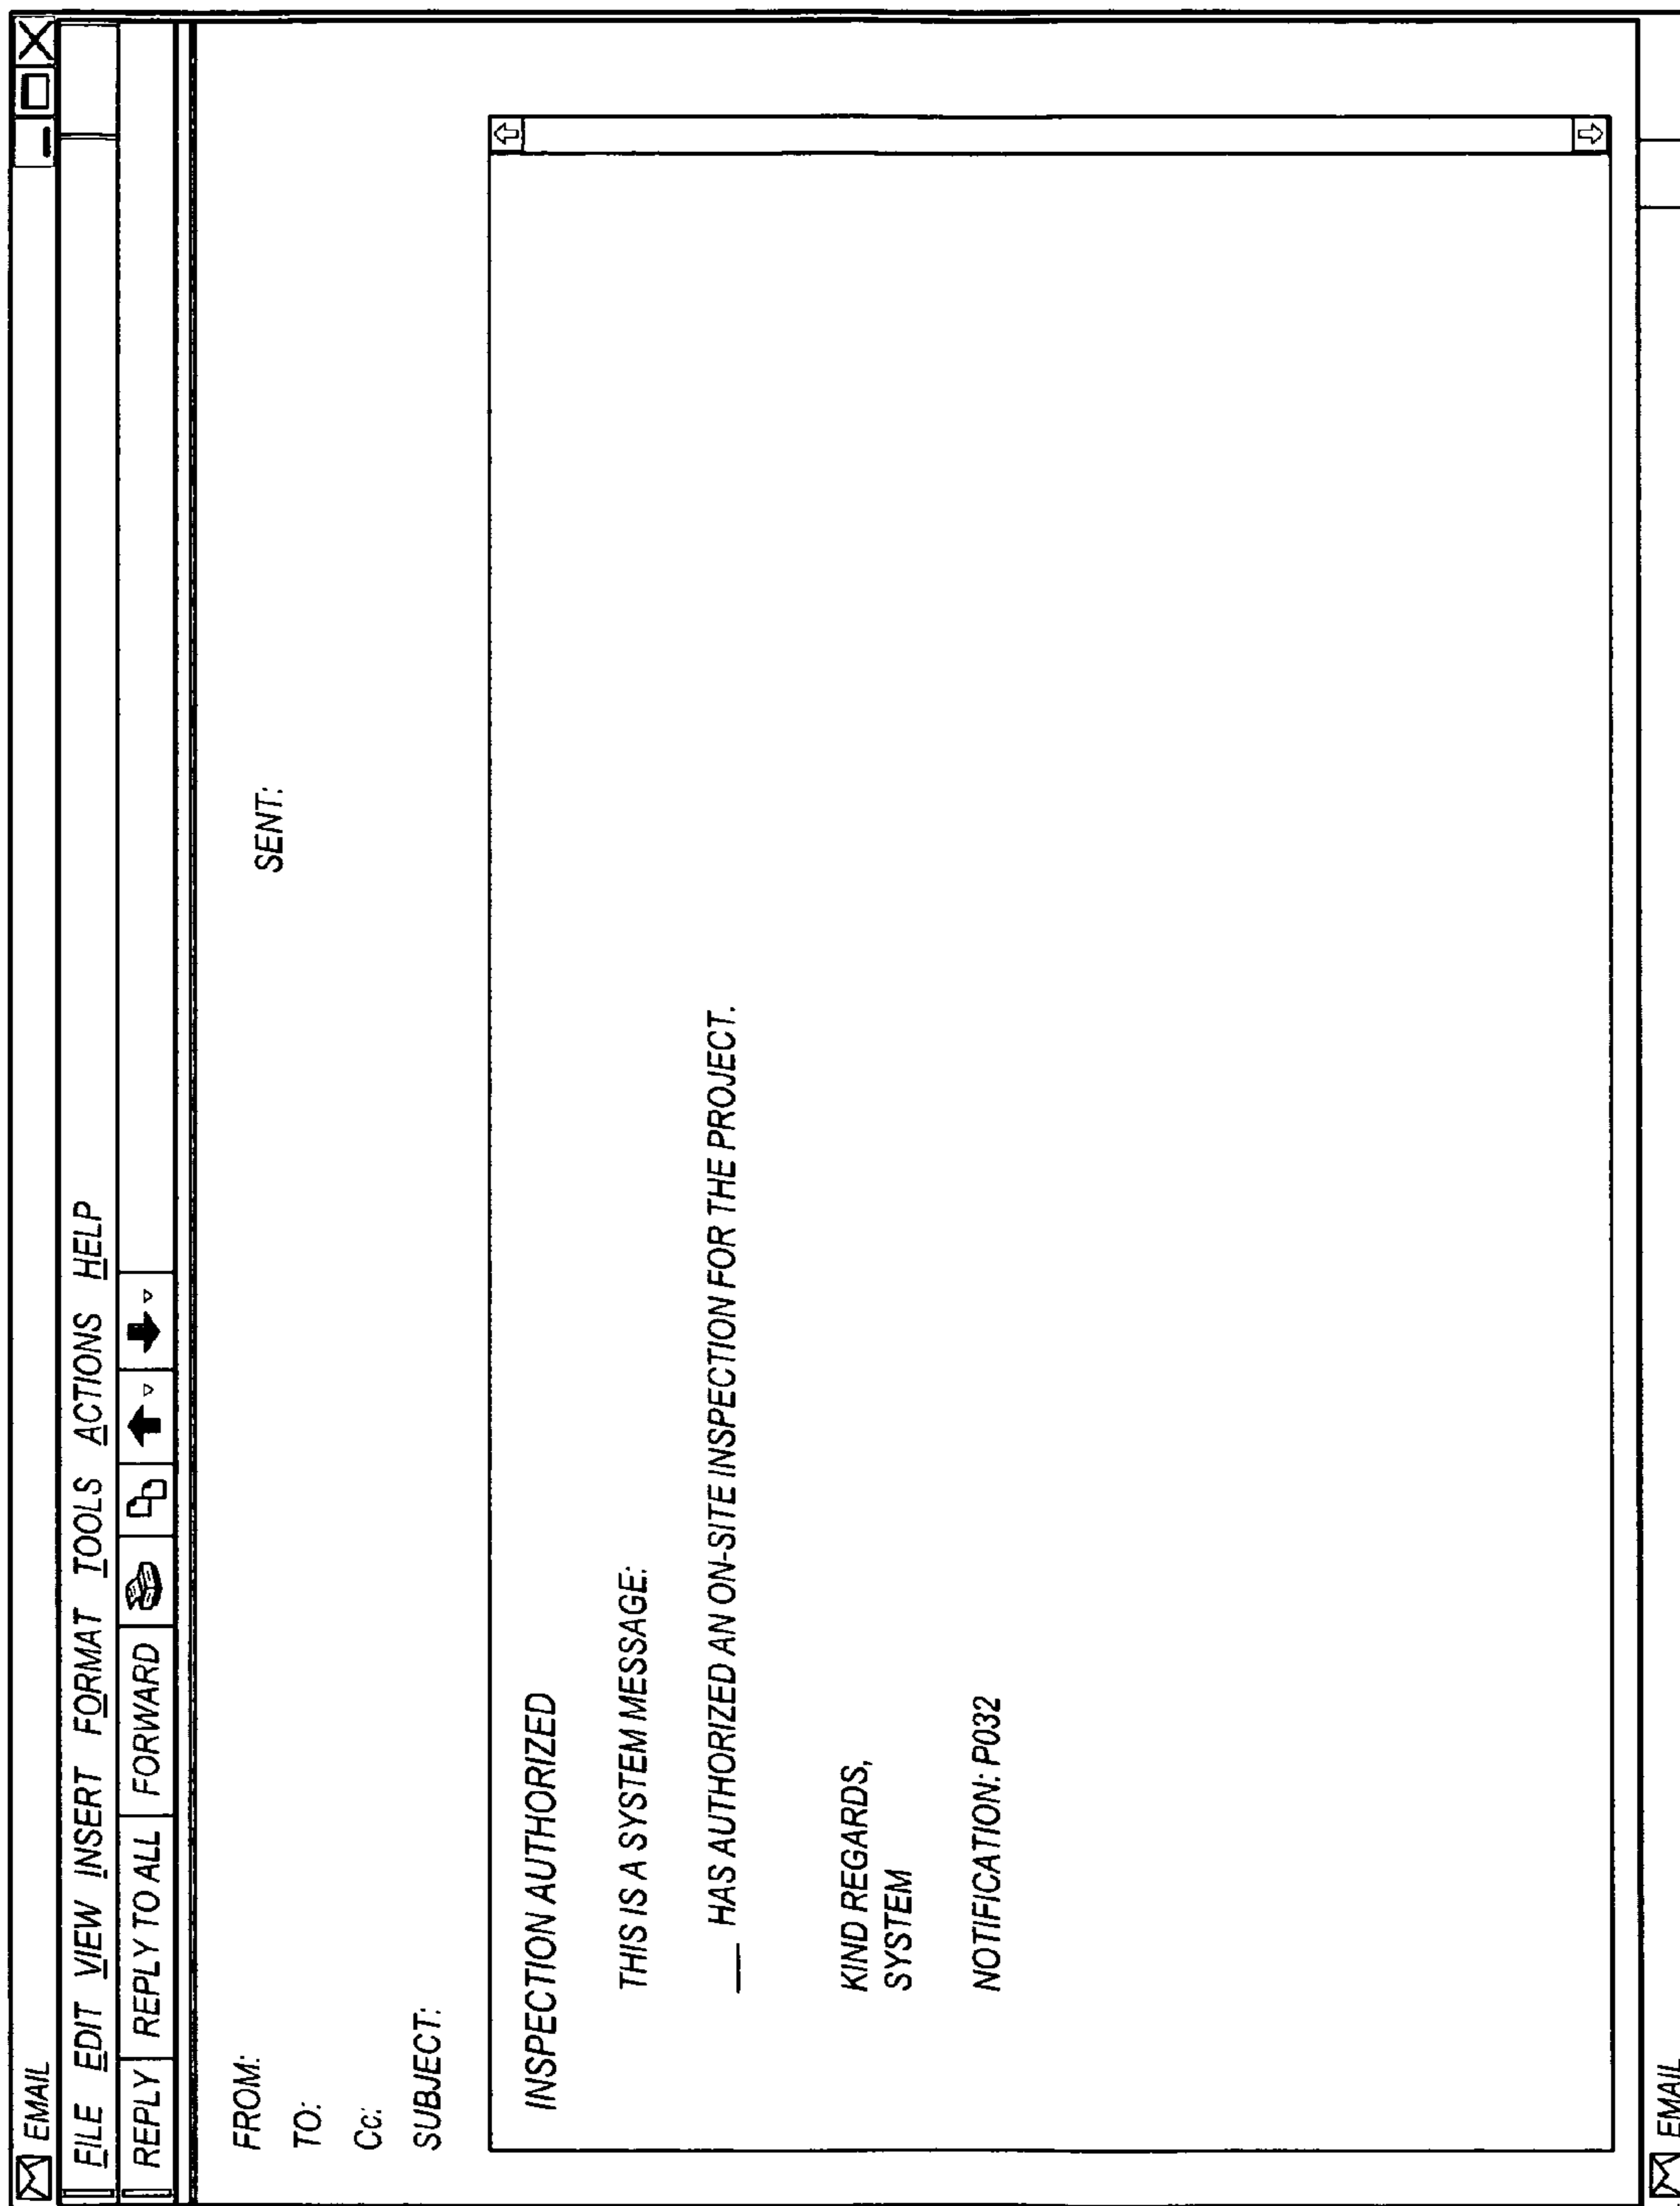 EMAIL
FILE EDIT VIEW INSERT FORMAT TOOLS ACTIONS HELP
REPLY REPLY TO ALL FORWARD
FROM: SENT:
TO:
Cc:
SUBJECT:
INSPECTION AUTHORIZED
THIS IS A SYSTEM MESSAGE:
__ HAS AUTHORIZED AN ON-SITE INSPECTION FOR THE PROJECT.
KIND REGARDS,
SYSTEM
NOTIFICATION: P032
EMAIL